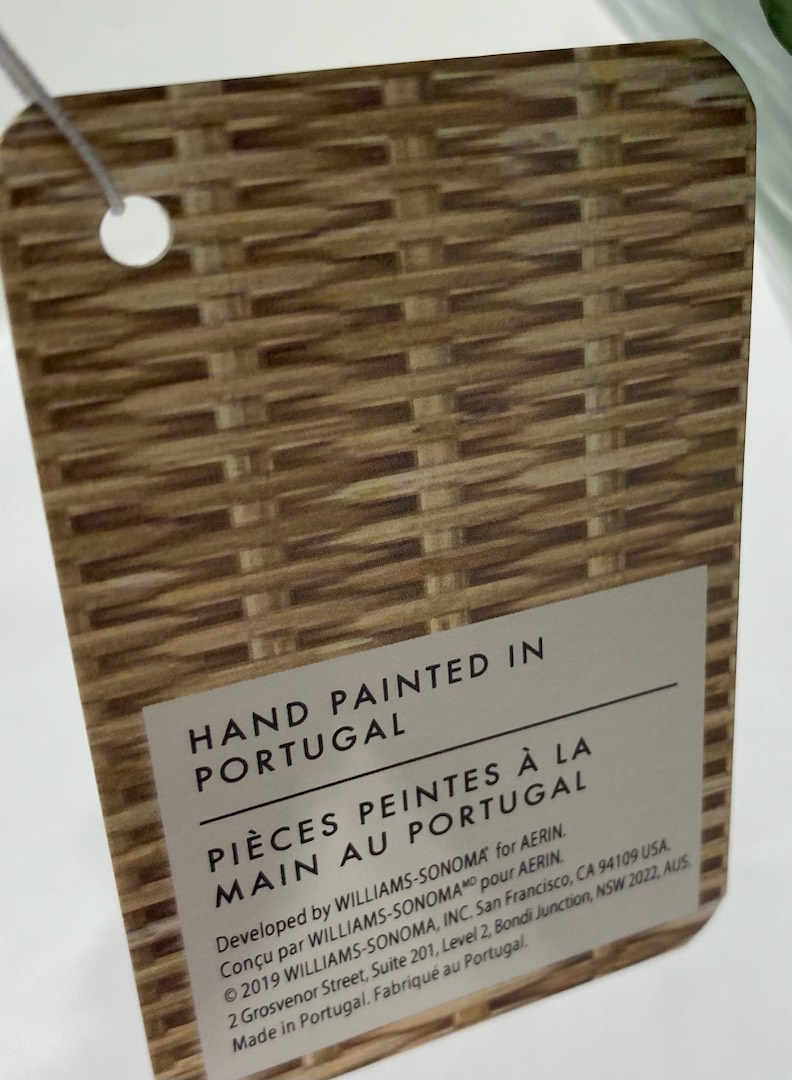 HAND PAINTED IN
PORTUGAL
PIÈCES PEINTES À LA
MAIN AU PORTUGAL
Developed by WILLIAMS-SONOMA® for AERIN.
Conçu par WILLIAMS-SONOMAᴹᴰ pour AERIN.
© 2019 WILLIAMS-SONOMA, INC. San Francisco, CA 94109 USA.
2 Grosvenor Street, Suite 201, Level 2, Bondi Junction, NSW 2022, AUS.
Made in Portugal. Fabriqué au Portugal.